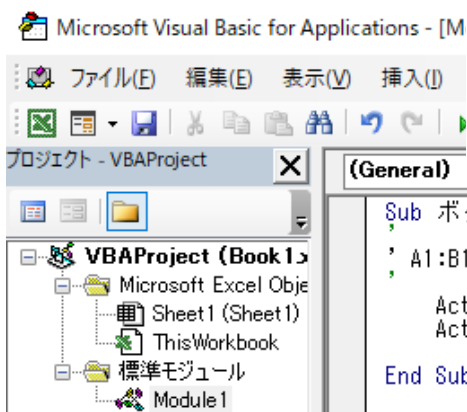 Microsoft Visual Basic for Applications - [M
ファイル(F) 編集(E) 表示(V) 挿入(I)
プロジェクト - VBAProject
(General)
Sub ボ
'
' A1:B1
'
Act
Act
End Sub
VBAProject (Book1.x
Microsoft Excel Obje
Sheet1 (Sheet1)
ThisWorkbook
標準モジュール
Module1